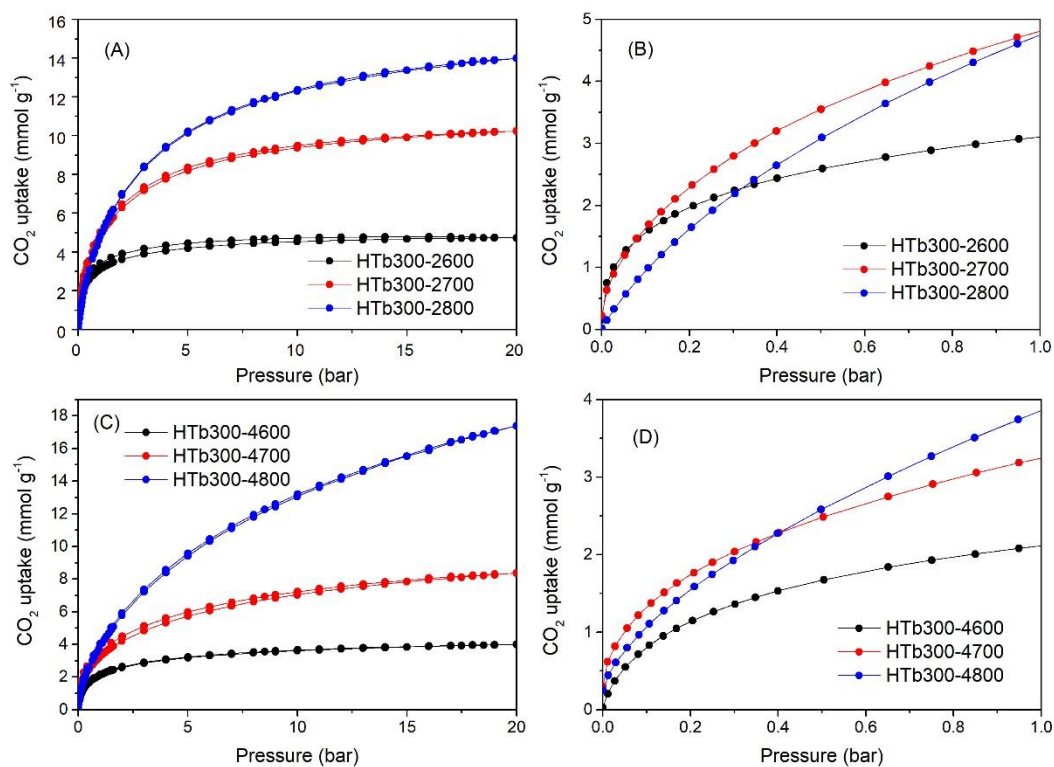 (A)
CO2 uptake (mmol g-1)
16
14
12
10
8
6
4
2
0
HTb300-2600
HTb300-2700
HTb300-2800
0 5 10 15 20
Pressure (bar)
(B)
CO2 uptake (mmol g-1)
5
4
3
2
1
0
HTb300-2600
HTb300-2700
HTb300-2800
0.0 0.2 0.4 0.6 0.8 1.0
Pressure (bar)
(C)
CO2 uptake (mmol g-1)
18
16
14
12
10
8
6
4
2
0
HTb300-4600
HTb300-4700
HTb300-4800
0 5 10 15 20
Pressure (bar)
(D)
CO2 uptake (mmol g-1)
4
3
2
1
0
HTb300-4600
HTb300-4700
HTb300-4800
0.0 0.2 0.4 0.6 0.8 1.0
Pressure (bar)